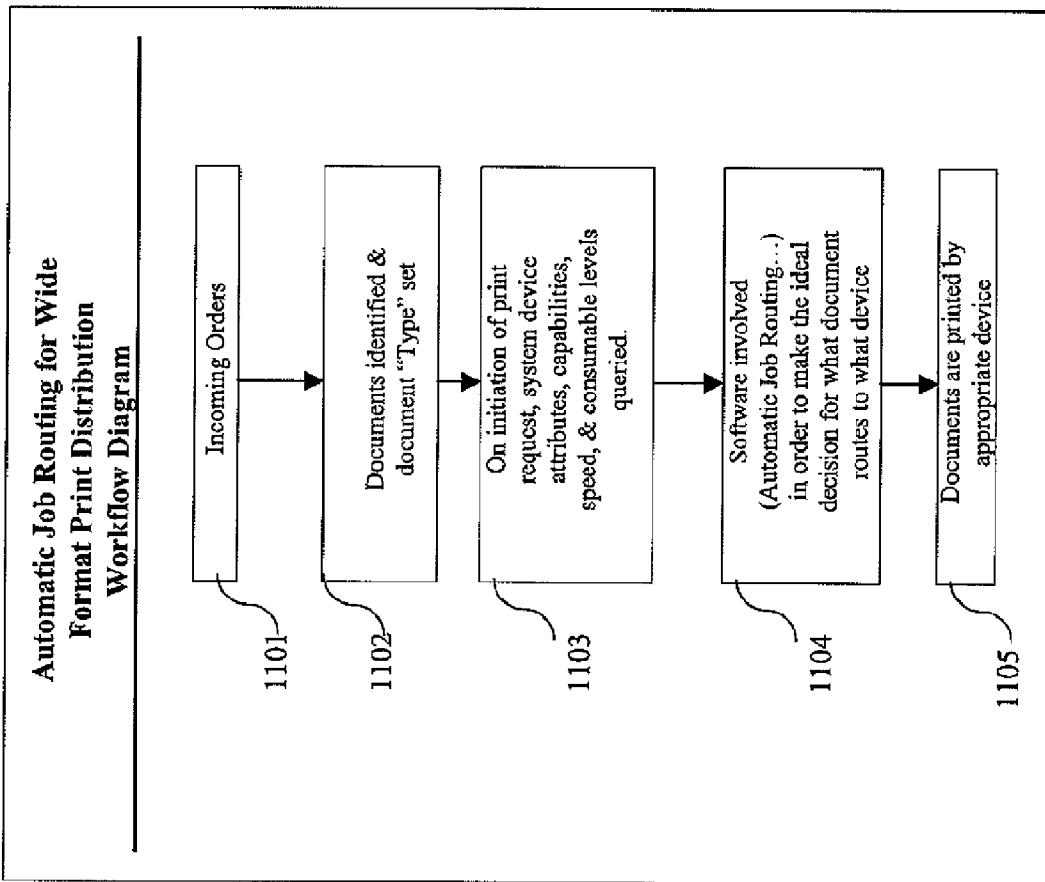 Automatic Job Routing for Wide
Format Print Distribution
Workflow Diagram
Incoming Orders
1101
Documents identified &
document “Type” set
1102
On initiation of print
request, system device
attributes, capabilities,
speed, & consumable levels
queried.
1103
Software involved
(Automatic Job Routing...)
in order to make the ideal
decision for what document
routes to what device
1104
Documents are printed by
appropriate device
1105